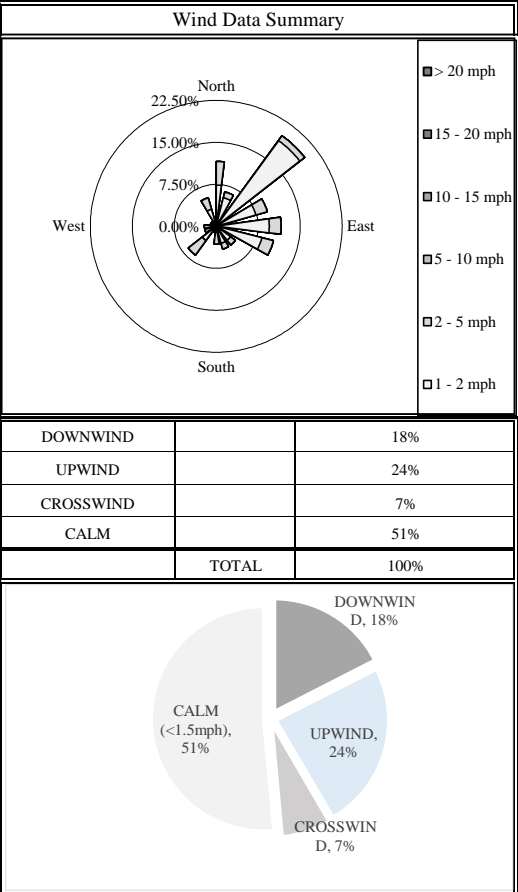 Wind Data Summary
North
22.50%
15.00%
7.50%
0.00%
West
East
South
> 20 mph
15 - 20 mph
10 - 15 mph
5 - 10 mph
2 - 5 mph
1 - 2 mph
DOWNWIND 18%
UPWIND 24%
CROSSWIND 7%
CALM 51%
TOTAL 100%
DOWNWIN
D, 18%
UPWIND,
24%
CROSSWIN
D, 7%
CALM
(<1.5mph),
51%